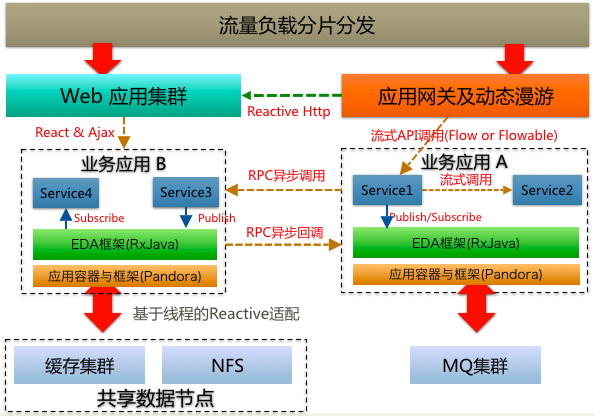 流量负载分片分发
Web 应用集群
Reactive Http
应用网关及动态漫游
React & Ajax
流式API调用(Flow or Flowable)
业务应用 B
业务应用 A
Service4
Service3
RPC异步调用
Service1
流式调用
Service2
Subscribe
Publish
Publish/Subscribe
EDA框架(RxJava)
RPC异步回调
EDA框架(RxJava)
应用容器与框架(Pandora)
应用容器与框架(Pandora)
基于线程的Reactive适配
缓存集群
NFS
MQ集群
共享数据节点